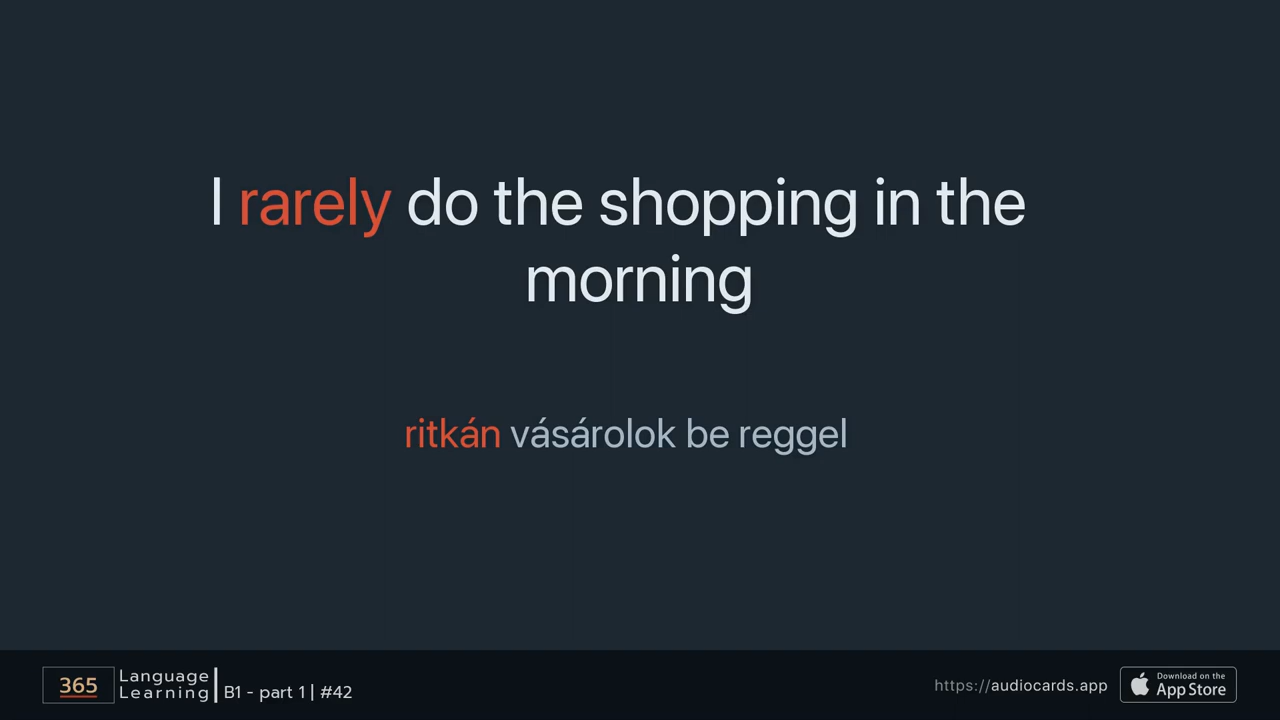 I rarely do the shopping in the
morning
ritkán vásárolok be reggel
365
Language
Learning
B1 - part 1 | #42
https://audiocards.app
Download on the
App Store